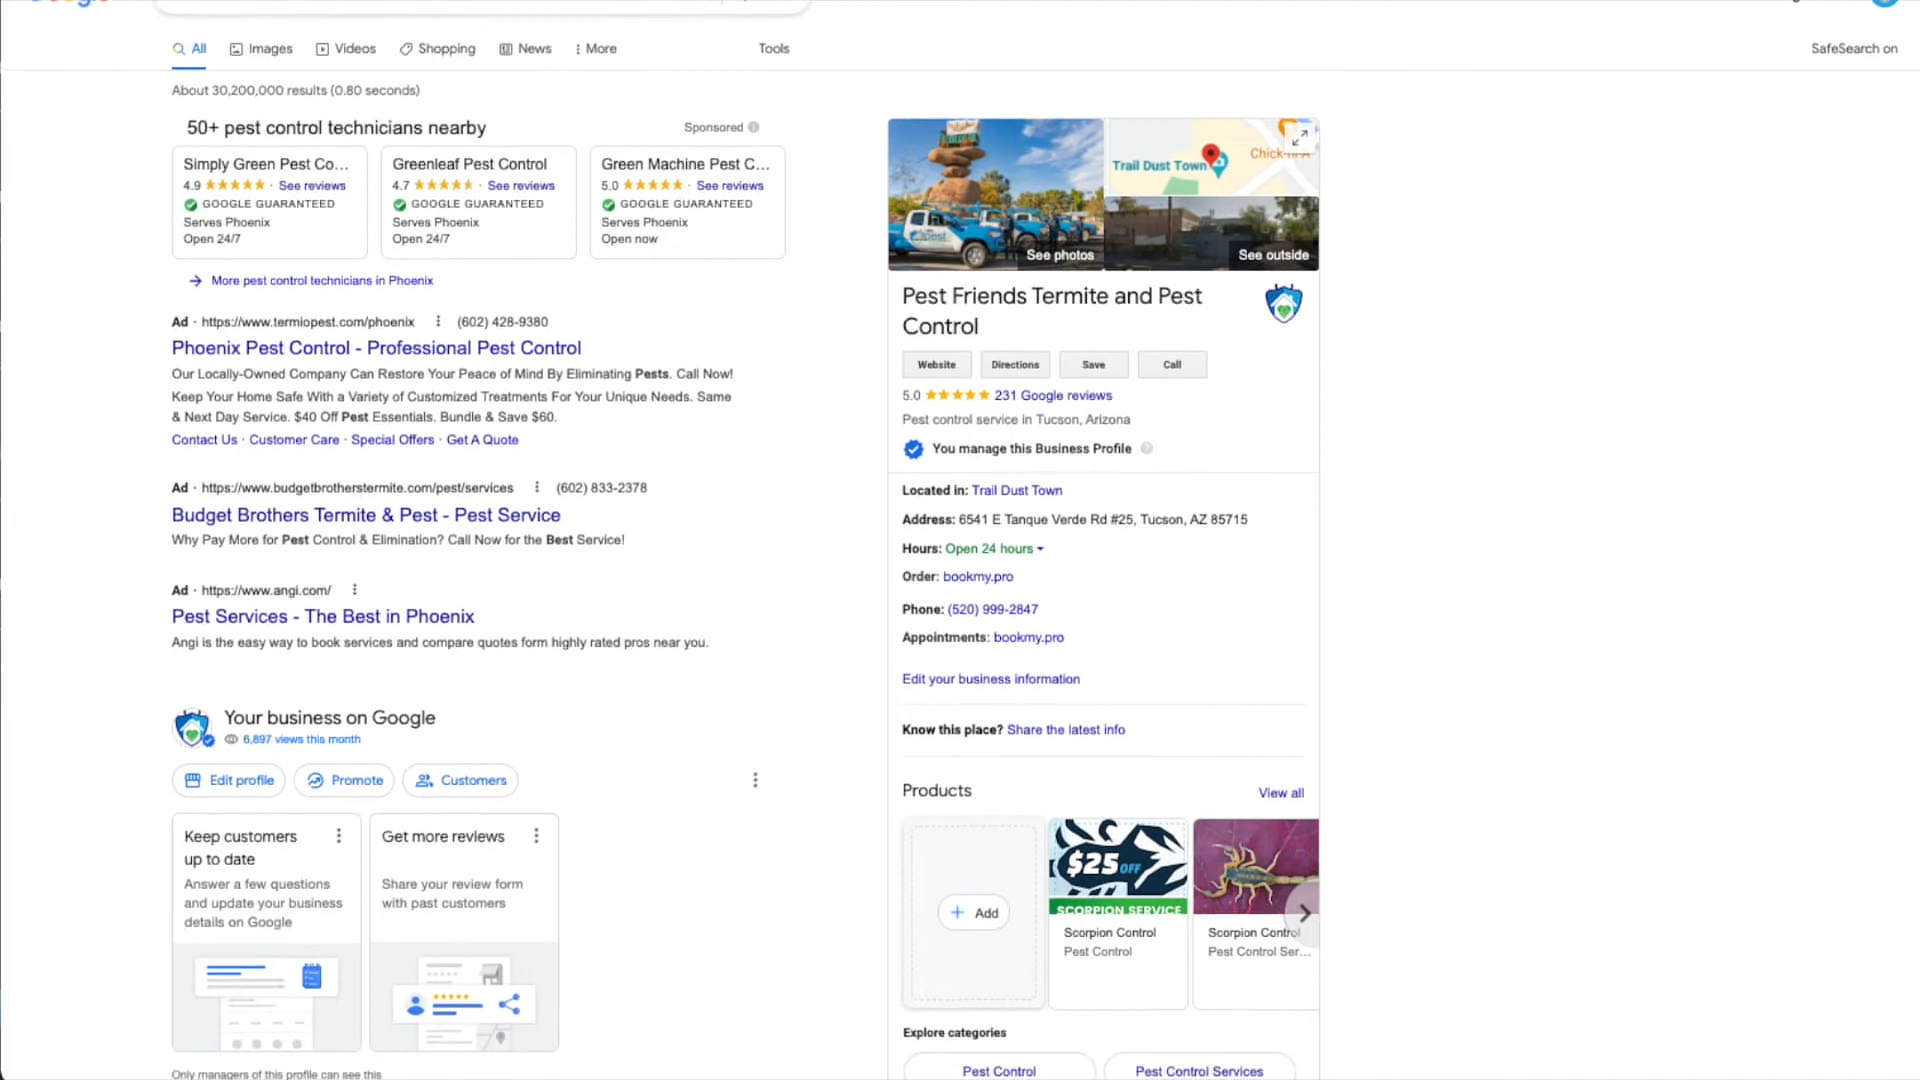 All
Images
Videos
Shopping
News
More
Tools
SafeSearch on
About 30,200,000 results (0.80 seconds)
50+ pest control technicians nearby
Sponsored
Simply Green Pest Co...
4.9 · See reviews
GOOGLE GUARANTEED
Serves Phoenix
Open 24/7
Greenleaf Pest Control
4.7 · See reviews
GOOGLE GUARANTEED
Serves Phoenix
Open 24/7
Green Machine Pest C...
5.0 · See reviews
GOOGLE GUARANTEED
Serves Phoenix
Open now
More pest control technicians in Phoenix
Ad · https://www.termiopest.com/phoenix (602) 428-9380
Phoenix Pest Control - Professional Pest Control
Our Locally-Owned Company Can Restore Your Peace of Mind By Eliminating Pests. Call Now!
Keep Your Home Safe With a Variety of Customized Treatments For Your Unique Needs. Same
& Next Day Service. $40 Off Pest Essentials. Bundle & Save $60.
Contact Us · Customer Care · Special Offers · Get A Quote
Ad · https://www.budgetbrotherstermite.com/pest/services (602) 833-2378
Budget Brothers Termite & Pest - Pest Service
Why Pay More for Pest Control & Elimination? Call Now for the Best Service!
Ad · https://www.angi.com/
Pest Services - The Best in Phoenix
Angi is the easy way to book services and compare quotes form highly rated pros near you.
Your business on Google
6,897 views this month
Edit profile
Promote
Customers
Keep customers
up to date
Answer a few questions
and update your business
details on Google
Get more reviews
Share your review form
with past customers
Only managers of this profile can see this
pest
See photos
Trail Dust Town
Chick-fil-A
See outside
Pest Friends Termite and Pest
Control
Website
Directions
Save
Call
5.0 231 Google reviews
Pest control service in Tucson, Arizona
You manage this Business Profile
Located in: Trail Dust Town
Address: 6541 E Tanque Verde Rd #25, Tucson, AZ 85715
Hours: Open 24 hours
Order: bookmy.pro
Phone: (520) 999-2847
Appointments: bookmy.pro
Edit your business information
Know this place? Share the latest info
Products
View all
Add
$25 OFF
SCORPION SERVICE
Scorpion Control
Pest Control
Scorpion Control
Pest Control Ser...
Explore categories
Pest Control
Pest Control Services